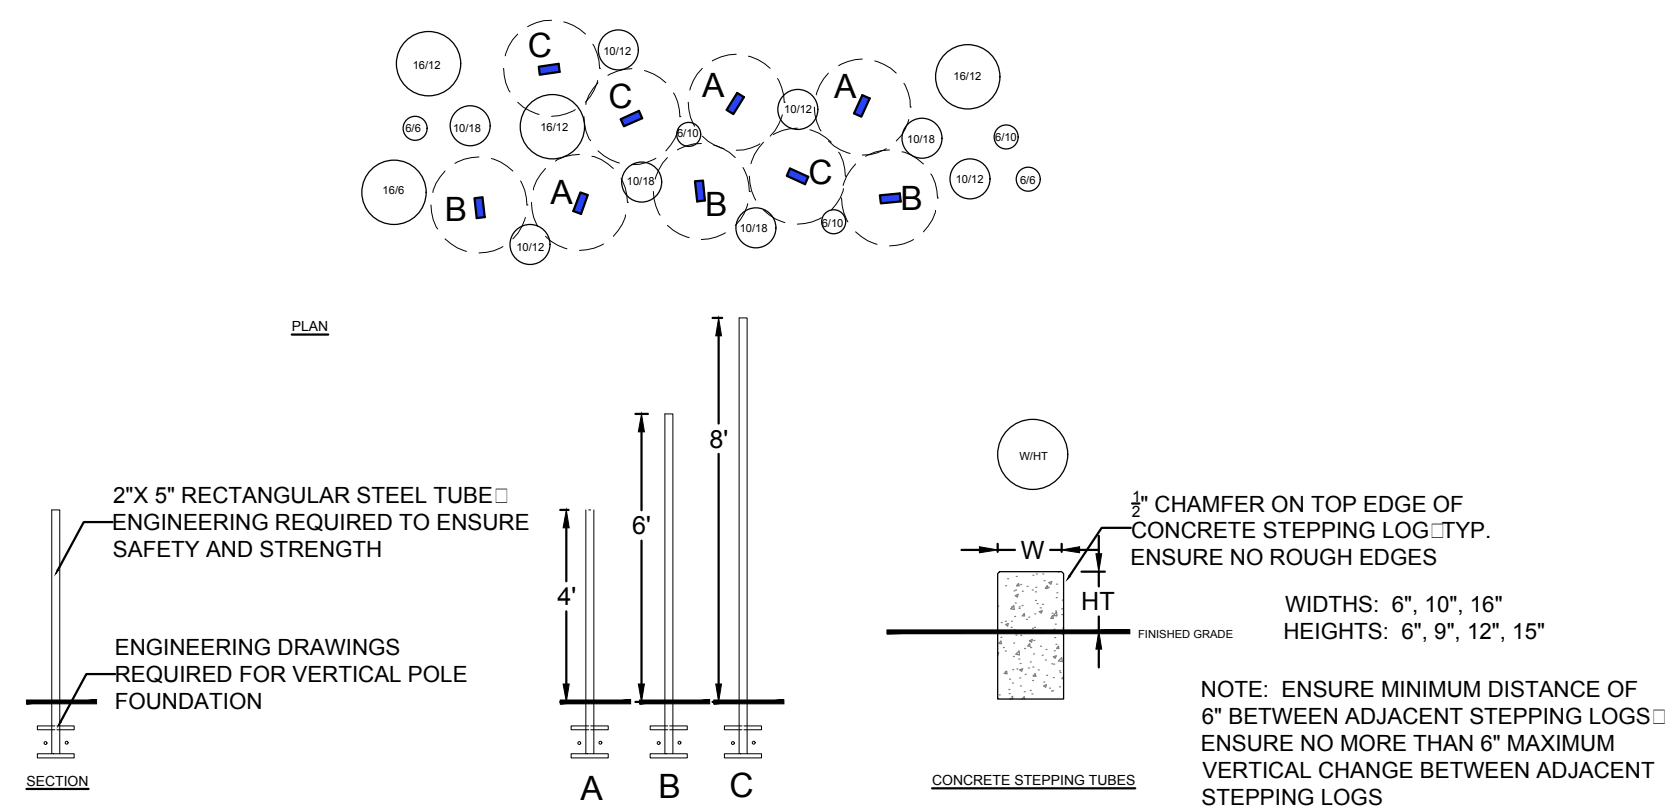 C
10/12
16/12
A
A
16/12
C
10/12
6/6
10/18
16/12
6/10
10/18
6/10
16/6
10/18
C
10/12
6/6
B
A
B
B
10/12
10/18
6/10
PLAN
8'
6'
4'
2"X 5" RECTANGULAR STEEL TUBE□
ENGINEERING REQUIRED TO ENSURE
SAFETY AND STRENGTH
ENGINEERING DRAWINGS
REQUIRED FOR VERTICAL POLE
FOUNDATION
SECTION
A
B
C
W/HT
½" CHAMFER ON TOP EDGE OF
CONCRETE STEPPING LOG□TYP.
ENSURE NO ROUGH EDGES
W
HT
FINISHED GRADE
WIDTHS: 6", 10", 16"
HEIGHTS: 6", 9", 12", 15"
NOTE: ENSURE MINIMUM DISTANCE OF
6" BETWEEN ADJACENT STEPPING LOGS□
ENSURE NO MORE THAN 6" MAXIMUM
VERTICAL CHANGE BETWEEN ADJACENT
STEPPING LOGS
CONCRETE STEPPING TUBES